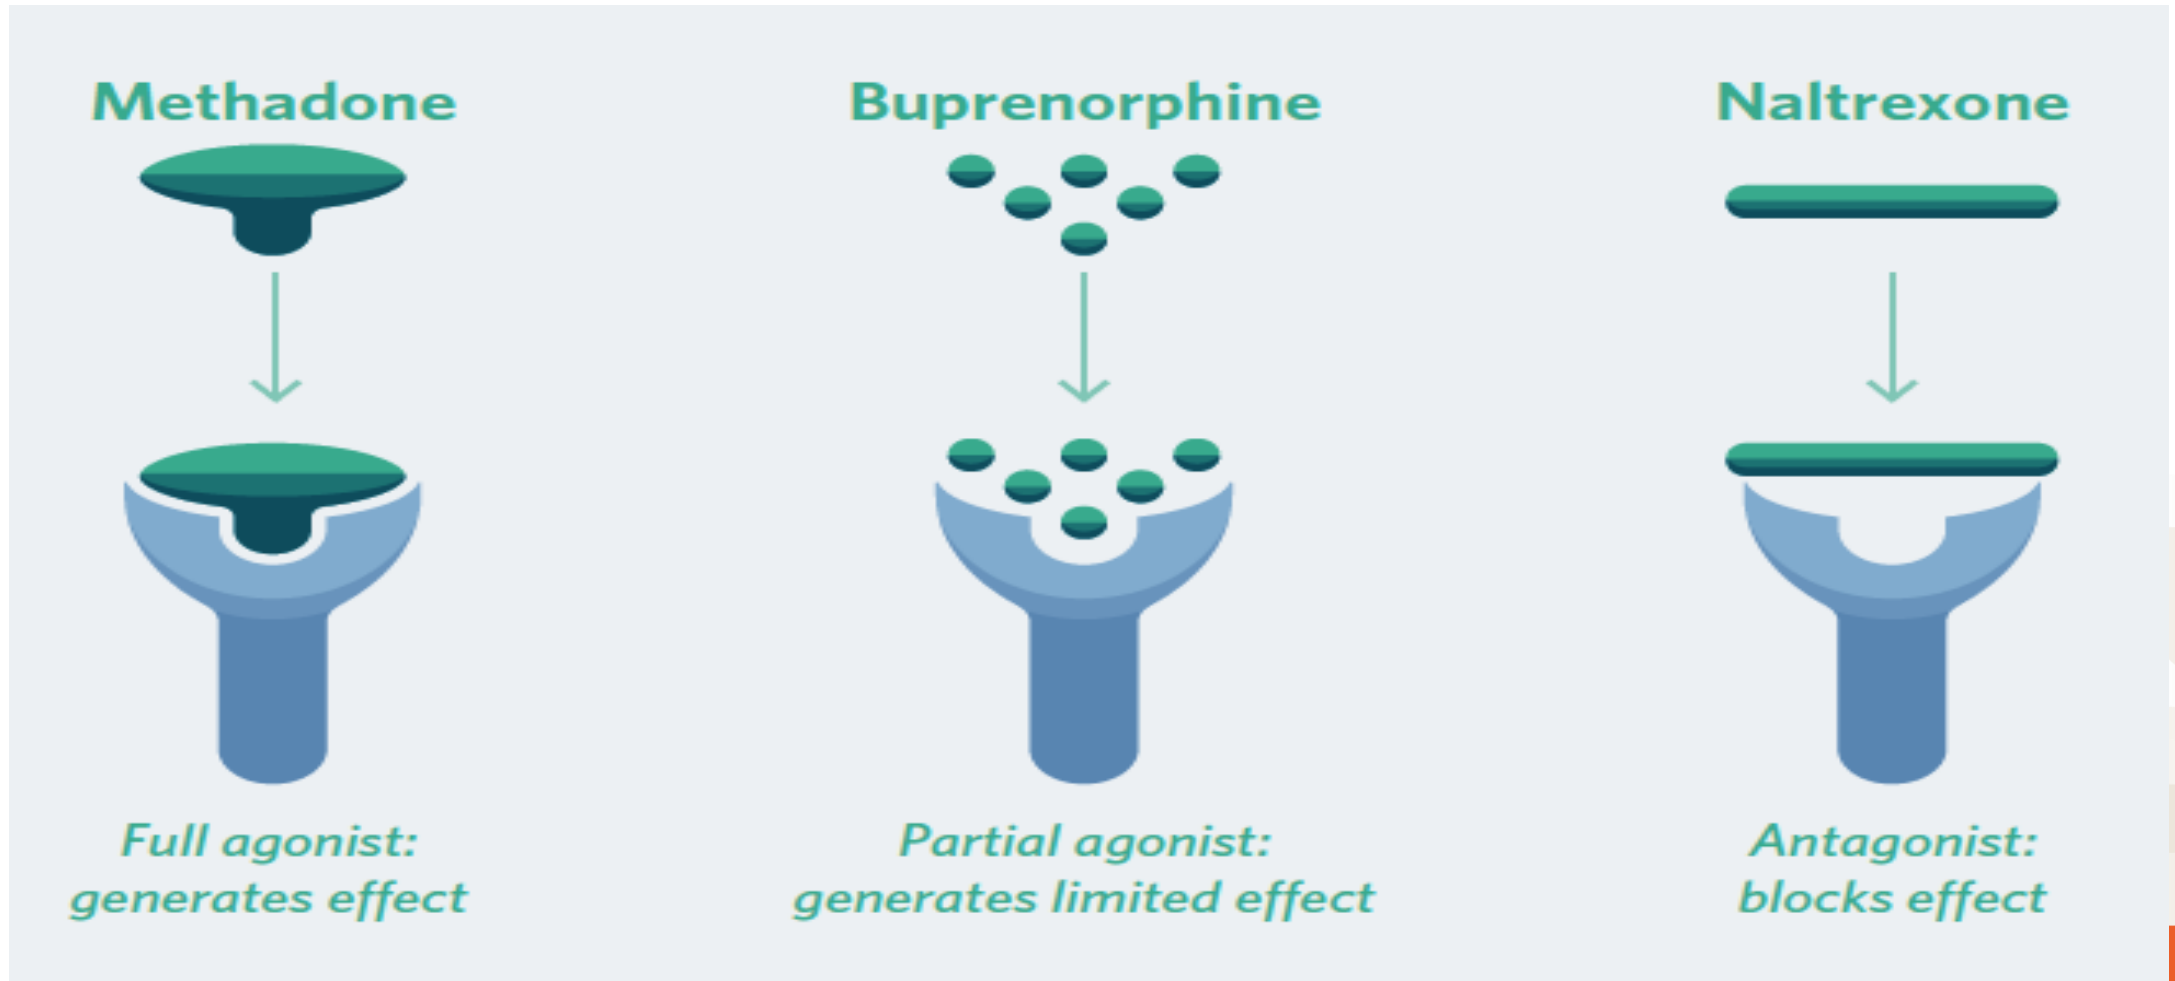 Methadone
Buprenorphine
Naltrexone
Full agonist:
generates effect
Partial agonist:
generates limited effect
Antagonist:
blocks effect